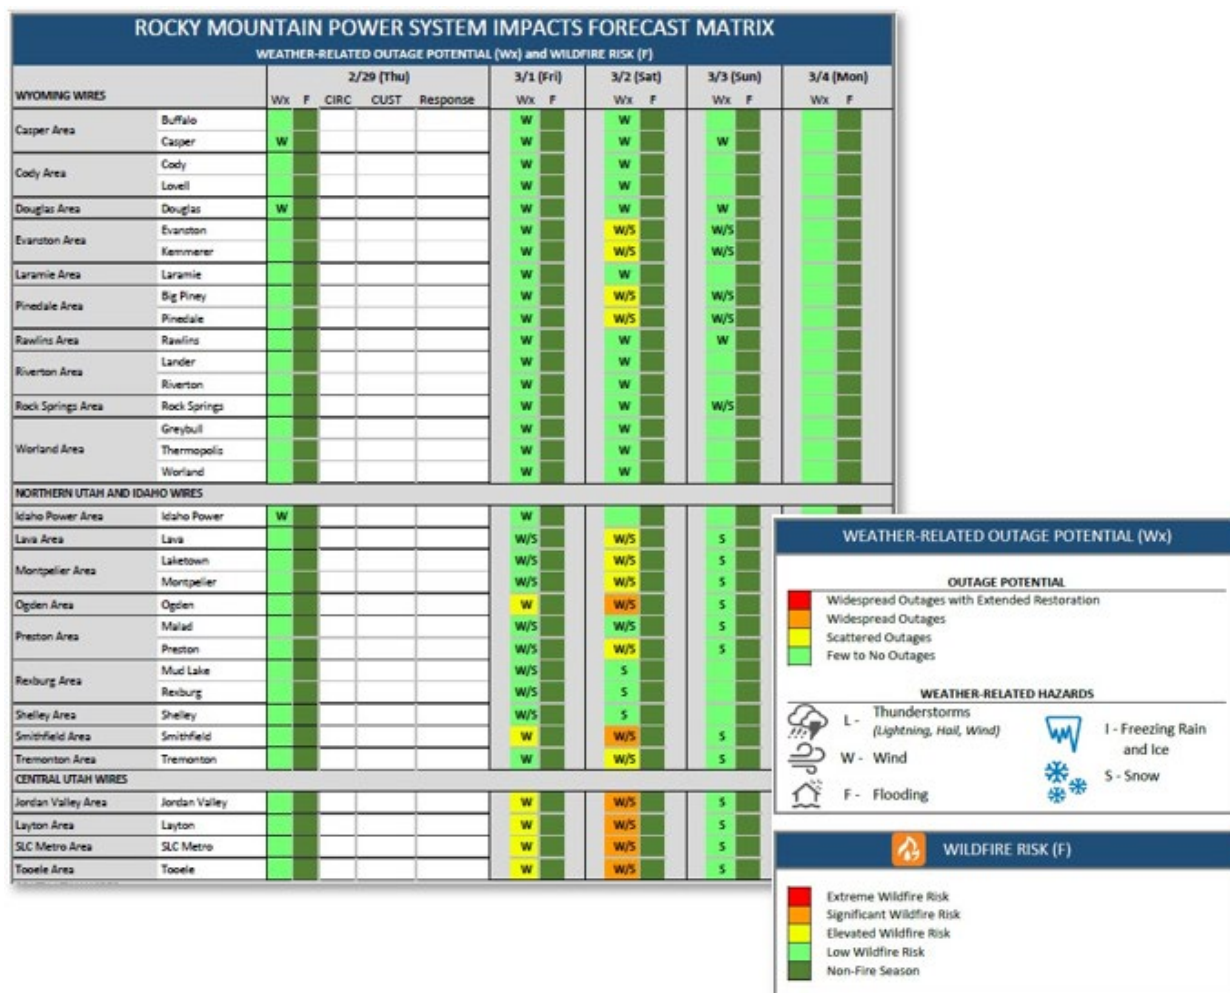 ROCKY MOUNTAIN POWER SYSTEM IMPACTS FORECAST MATRIX
WEATHER-RELATED OUTAGE POTENTIAL (Wx) and WILDFIRE RISK (F)
2/29 (Thu) 3/1 (Fri) 3/2 (Sat) 3/3 (Sun) 3/4 (Mon)
WYOMING WIRES Wx F CIRC CUST Response Wx F Wx F Wx F Wx F
Casper Area Buffalo W W
Casper W W W W
Cody Area Cody W W
Lovell W W
Douglas Area Douglas W W W W
Evanston Area Evanston W W/S W/S
Kemmerer W W/S W/S
Laramie Area Laramie W W
Pinedale Area Big Piney W W/S W/S
Pinedale W W/S W/S
Rawlins Area Rawlins W W W
Riverton Area Lander W W
Riverton W W
Rock Springs Area Rock Springs W W W/S
Worland Area Greybull W W
Thermopolis W W
Worland W W
NORTHERN UTAH AND IDAHO WIRES
Idaho Power Area Idaho Power W W
Lava Area Lava W/S W/S S
Montpelier Area Laketown W/S W/S S
Montpelier W/S W/S S
Ogden Area Ogden W W/S S
Preston Area Malad W/S W/S S
Preston W/S W/S S
Rexburg Area Mud Lake W/S S
Rexburg W/S S
Shelley Area Shelley W/S S
Smithfield Area Smithfield W W/S S
Tremonton Area Tremonton W W/S S
CENTRAL UTAH WIRES
Jordan Valley Area Jordan Valley W W/S S
Layton Area Layton W W/S S
SLC Metro Area SLC Metro W W/S S
Tooele Area Tooele W W/S S
WEATHER-RELATED OUTAGE POTENTIAL (Wx)
OUTAGE POTENTIAL
Widespread Outages with Extended Restoration
Widespread Outages
Scattered Outages
Few to No Outages
WEATHER-RELATED HAZARDS
L - Thunderstorms
(Lightning, Hail, Wind)
W - Wind
F - Flooding
I - Freezing Rain
and Ice
S - Snow
WILDFIRE RISK (F)
Extreme Wildfire Risk
Significant Wildfire Risk
Elevated Wildfire Risk
Low Wildfire Risk
Non-Fire Season